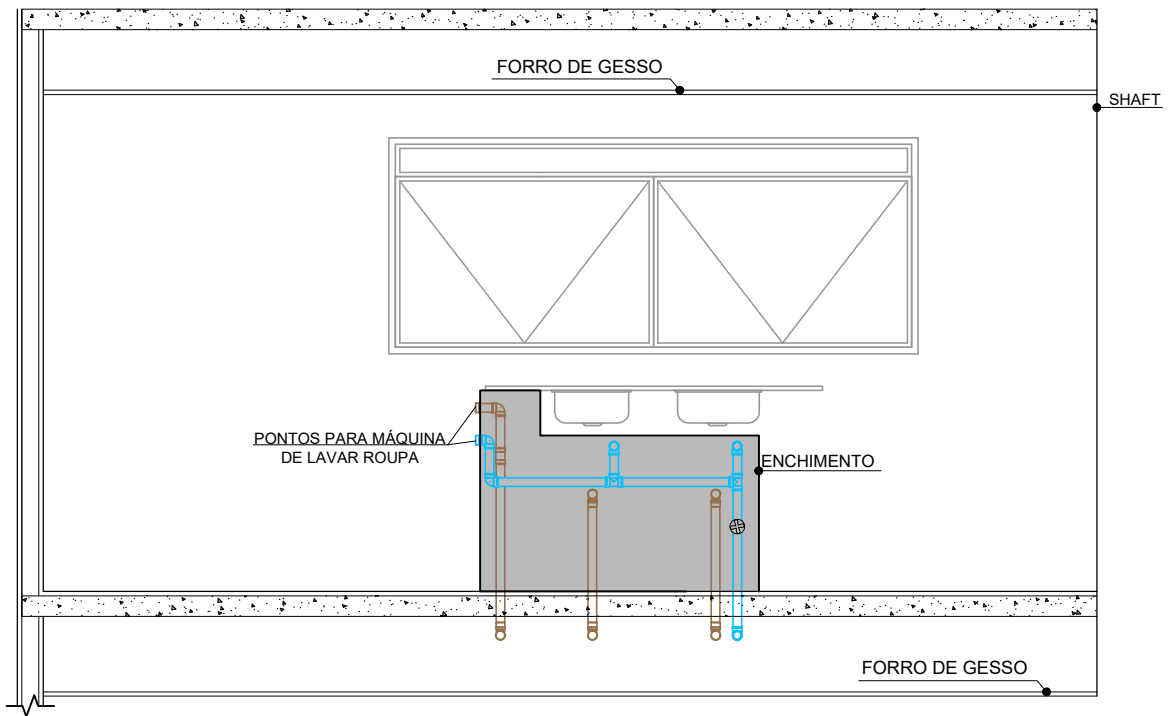 FORRO DE GESSO
SHAFT
PONTOS PARA MÁQUINA
DE LAVAR ROUPA
ENCHIMENTO
FORRO DE GESSO